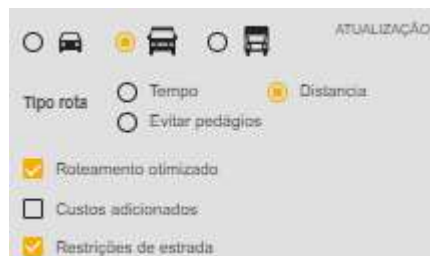 ATUALIZAÇÃO
Tempo
Distancia
Tipo rota
Evitar pedágios
Roteamento otimizado
Custos adicionados
Restrições de estrada